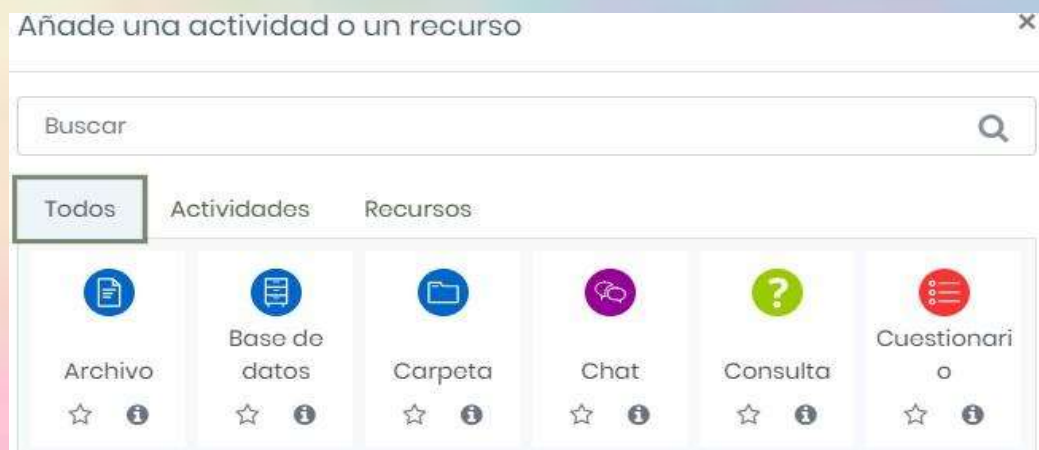 Añade una actividad o un recurso
×
Buscar
Todos Actividades Recursos
Archivo
Base de
datos
Carpeta
Chat
?
Consulta
Cuestionari
o